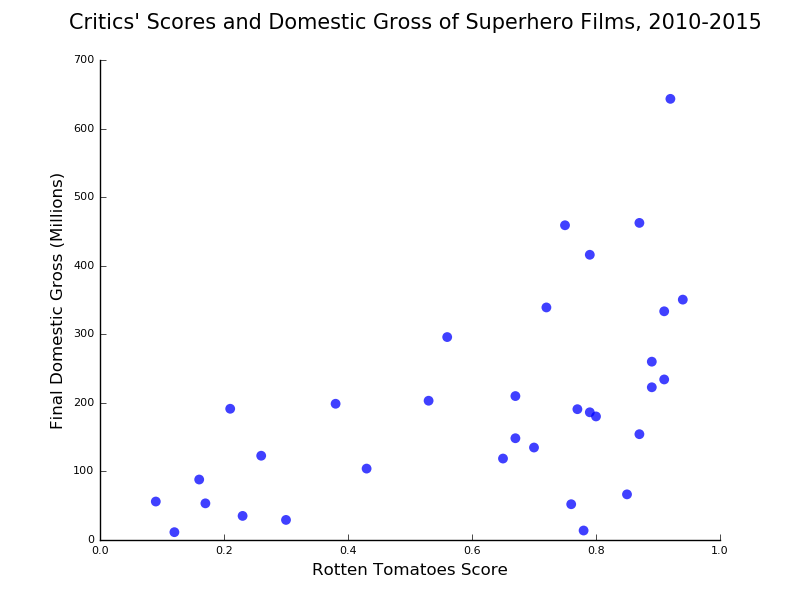 Critics' Scores and Domestic Gross of Superhero Films, 2010-2015
700
600
500
400
300
200
100
0
Final Domestic Gross (Millions)
0.0 0.2 0.4 0.6 0.8 1.0
Rotten Tomatoes Score